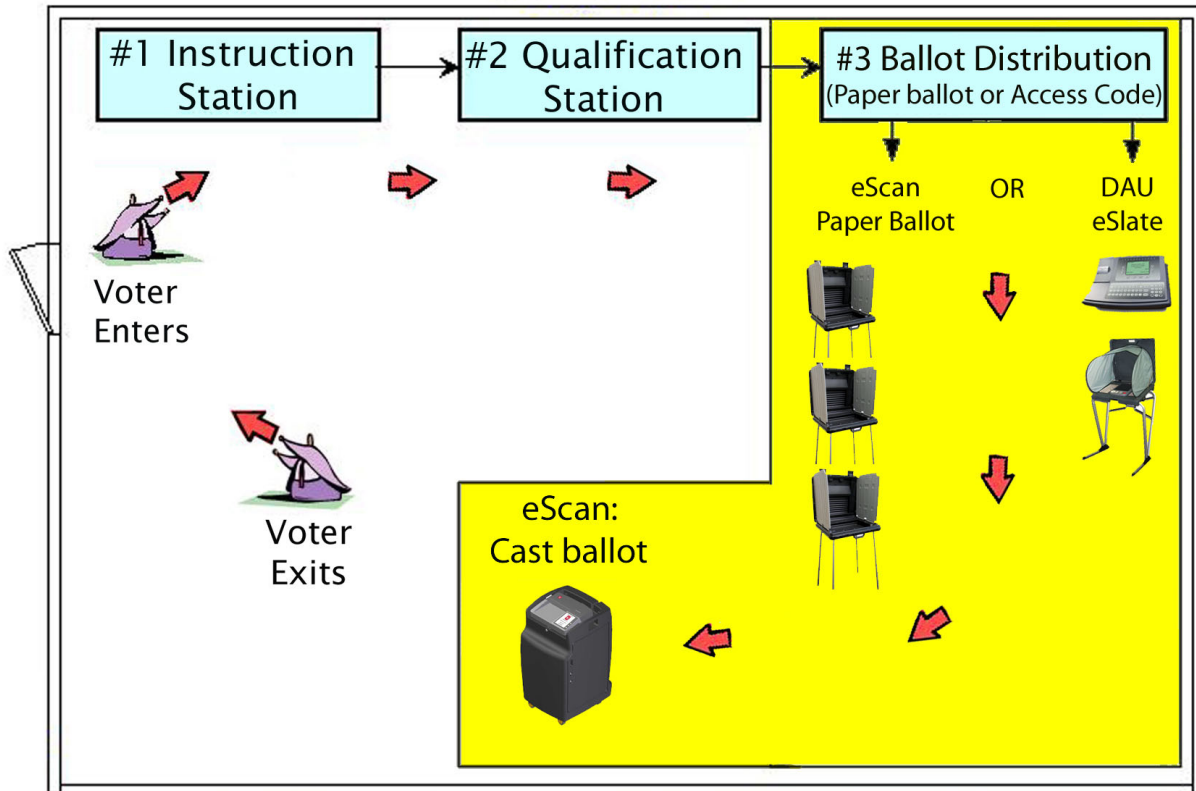 #1 Instruction
Station
#2 Qualification
Station
#3 Ballot Distribution
(Paper ballot or Access Code)
eScan
Paper Ballot
OR
DAU
eSlate
Voter
Enters
Voter
Exits
eScan:
Cast ballot